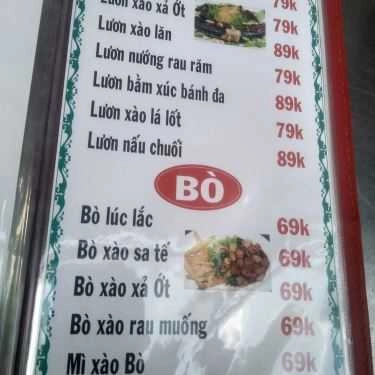 Lươn xào xả Ớt 79k
Lươn xào lăn 79k
Lươn nướng rau răm 89k
Lươn bằm xúc bánh đa 79k
Lươn xào lá lốt 89k
Lươn nấu chuối 79k
89k
BÒ
Bò lúc lắc 69k
Bò xào sa tế 69k
Bò xào xả Ớt 69k
Bò xào rau muống 69k
Mì xào Bò 69k